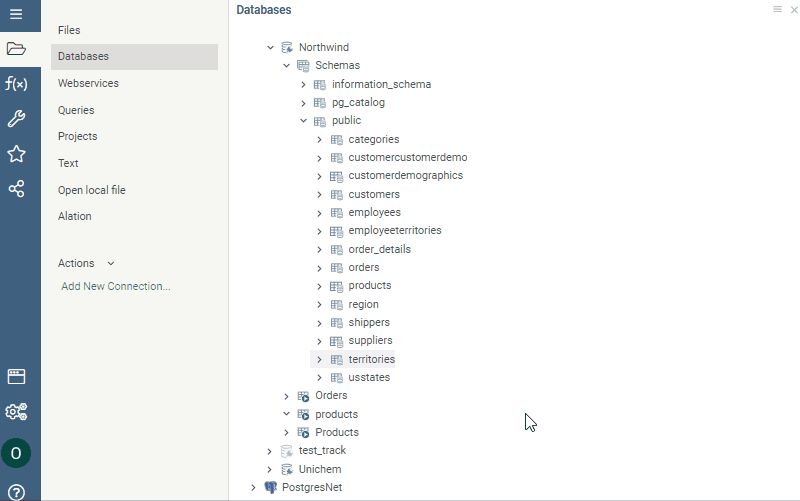 Databases
Files
Databases
f(x)
Webservices
Queries
Projects
Text
Open local file
Alation
Actions
Add New Connection...
O
?
Northwind
Schemas
information_schema
pg_catalog
public
categories
customercustomerdemo
customerdemographics
customers
employees
employeeterritories
order_details
orders
products
region
shippers
suppliers
territories
usstates
Orders
products
Products
test_track
Unichem
PostgresNet